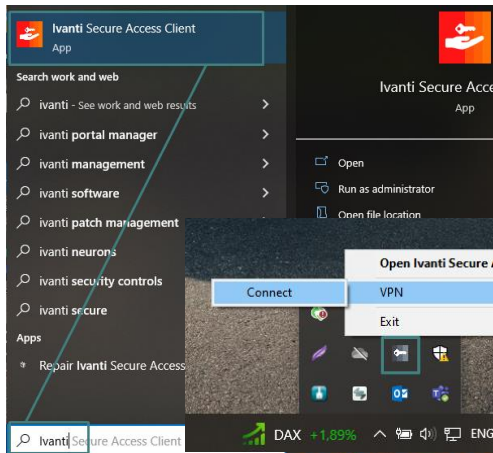 Ivanti Secure Access Client
App
Search work and web
ivanti - See work and web results
ivanti portal manager
ivanti management
ivanti software
ivanti patch management
ivanti neurons
ivanti security controls
ivanti secure
Apps
Repair Ivanti Secure Access
Ivanti Secure Access Client
Ivanti Secure Acce
App
Open
Run as administrator
Open file location
Open Ivanti Secure A
Connect
VPN
Exit
DAX +1,89%
ENG